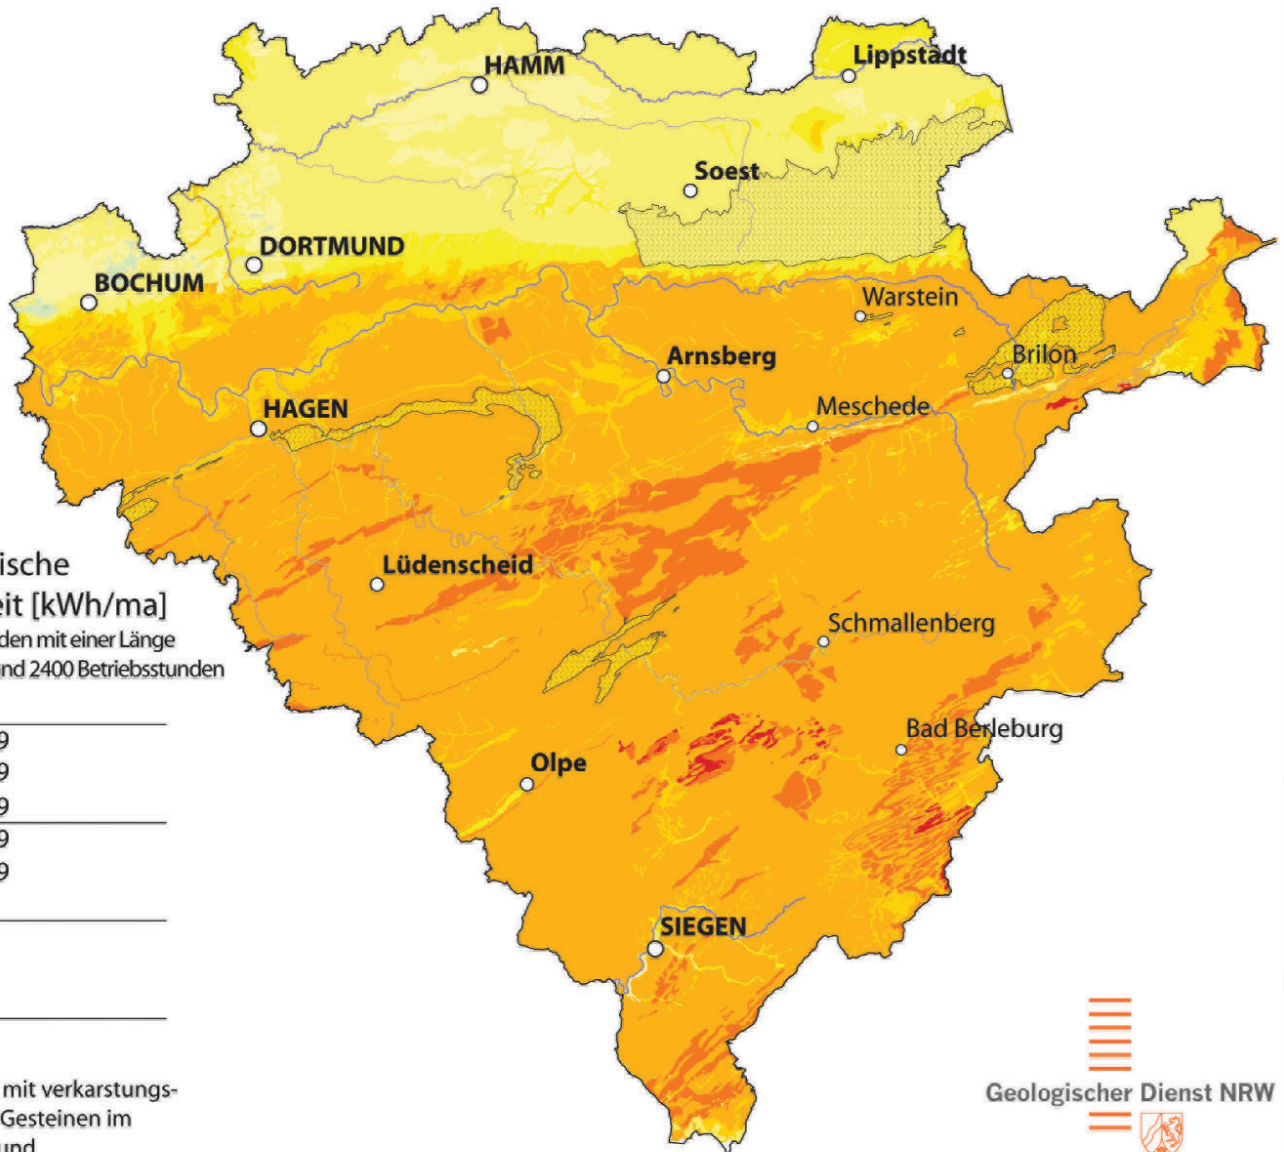 HAMM
Lippstadt
Soest
DORTMUND
BOCHUM
Warstein
Brilon
Arnsberg
HAGEN
Meschede
Lüdenscheid
Schmallenberg
Bad Berleburg
Olpe
SIEGEN
ische
eit [kWh/ma]
den mit einer Länge
und 2400 Betriebsstunden
9
9
9
9
9
mit verkarstungs-
Gesteinen im
und
Geologischer Dienst NRW